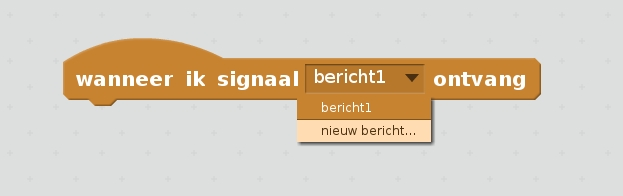 wanneer ik signaal bericht1 ontvang
bericht1
nieuw bericht...